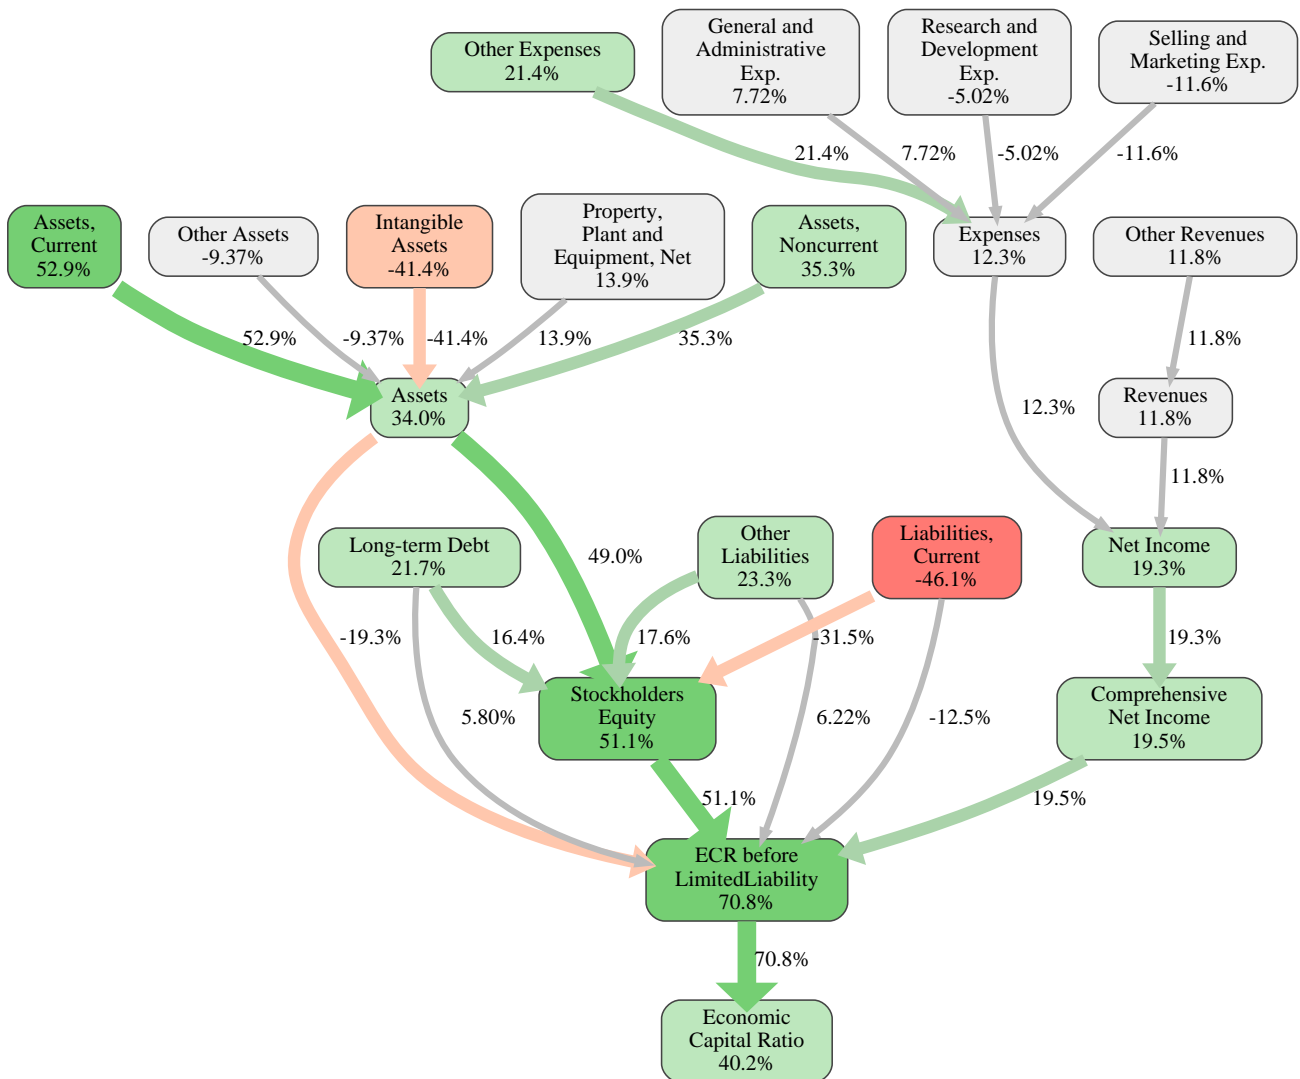 Other Expenses
21.4%
General and
Administrative
Exp.
7.72%
Research and
Development
Exp.
-5.02%
Selling and
Marketing Exp.
-11.6%
21.4%
7.72%
-5.02%
-11.6%
Assets,
Current
52.9%
Other Assets
-9.37%
Intangible
Assets
-41.4%
Property,
Plant and
Equipment, Net
13.9%
Assets,
Noncurrent
35.3%
Expenses
12.3%
Other Revenues
11.8%
52.9%
-9.37%
-41.4%
13.9%
35.3%
11.8%
Assets
34.0%
12.3%
Revenues
11.8%
11.8%
Long-term Debt
21.7%
49.0%
Other
Liabilities
23.3%
Liabilities,
Current
-46.1%
Net Income
19.3%
-19.3%
16.4%
17.6%
-31.5%
19.3%
Stockholders
Equity
51.1%
5.80%
6.22%
-12.5%
Comprehensive
Net Income
19.5%
51.1%
19.5%
ECR before
LimitedLiability
70.8%
70.8%
Economic
Capital Ratio
40.2%